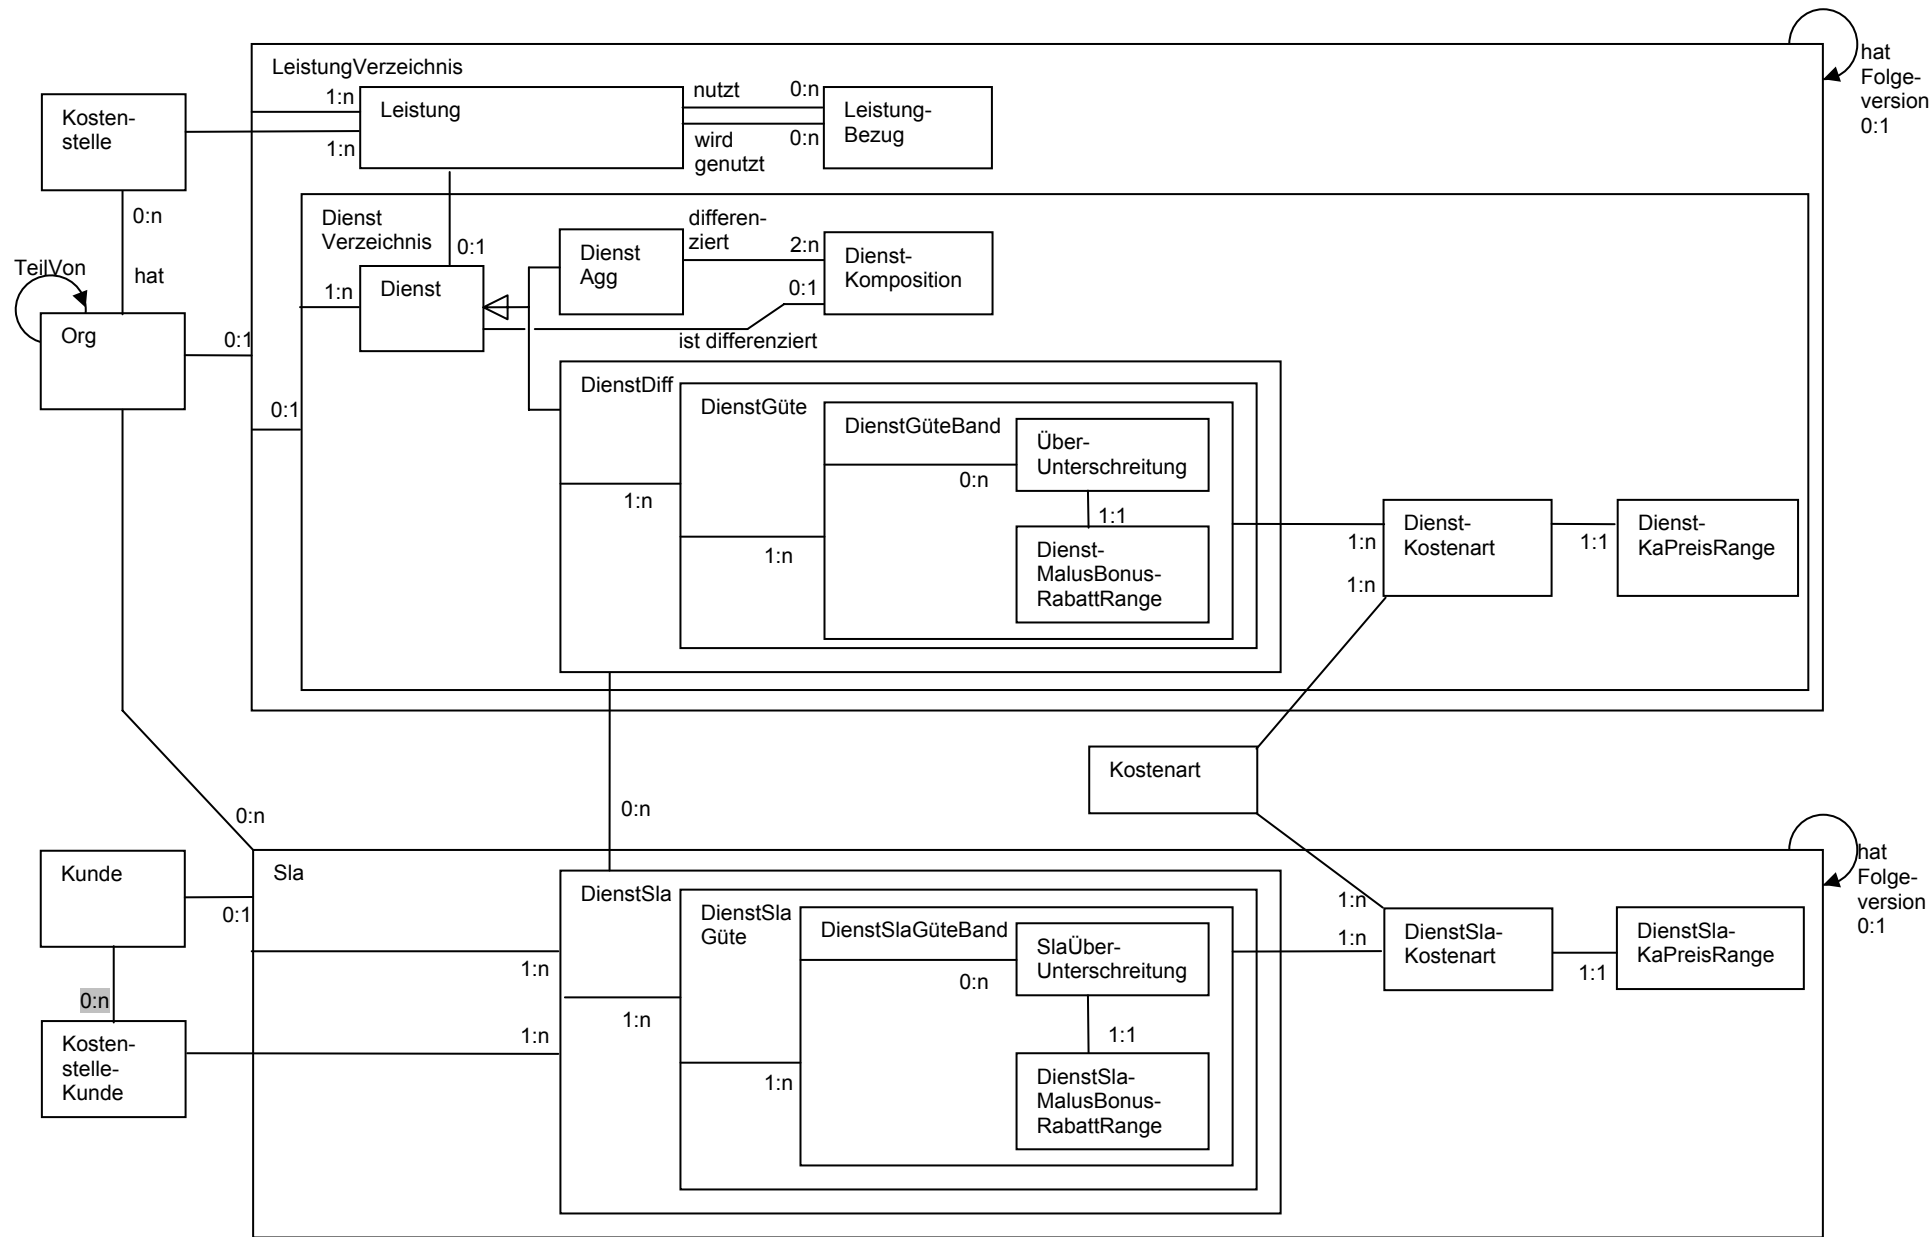 hat
Folge-
version
0:1
LeistungVerzeichnis
Kosten-
stelle
1:n
1:n
Leistung
nutzt
0:n
wird
genutzt
0:n
Leistung-
Bezug
0:n
hat
TeilVon
Org
0:1
0:1
Dienst
Verzeichnis
0:1
1:n
Dienst
Dienst
Agg
differen-
ziert
2:n
0:1
ist differenziert
Dienst-
Komposition
DienstDiff
1:n
DienstGüte
1:n
DienstGüteBand
0:n
Über-
Unterschreitung
1:1
Dienst-
MalusBonus-
RabattRange
1:n
1:n
Dienst-
Kostenart
1:1
Dienst-
KaPreisRange
Kostenart
0:n
0:n
hat
Folge-
version
0:1
Kunde
0:1
0:n
Kosten-
stelle-
Kunde
Sla
1:n
1:n
DienstSla
1:n
DienstSla
Güte
1:n
DienstSlaGüteBand
0:n
SlaÜber-
Unterschreitung
1:1
DienstSla-
MalusBonus-
RabattRange
1:n
1:n
DienstSla-
Kostenart
1:1
DienstSla-
KaPreisRange